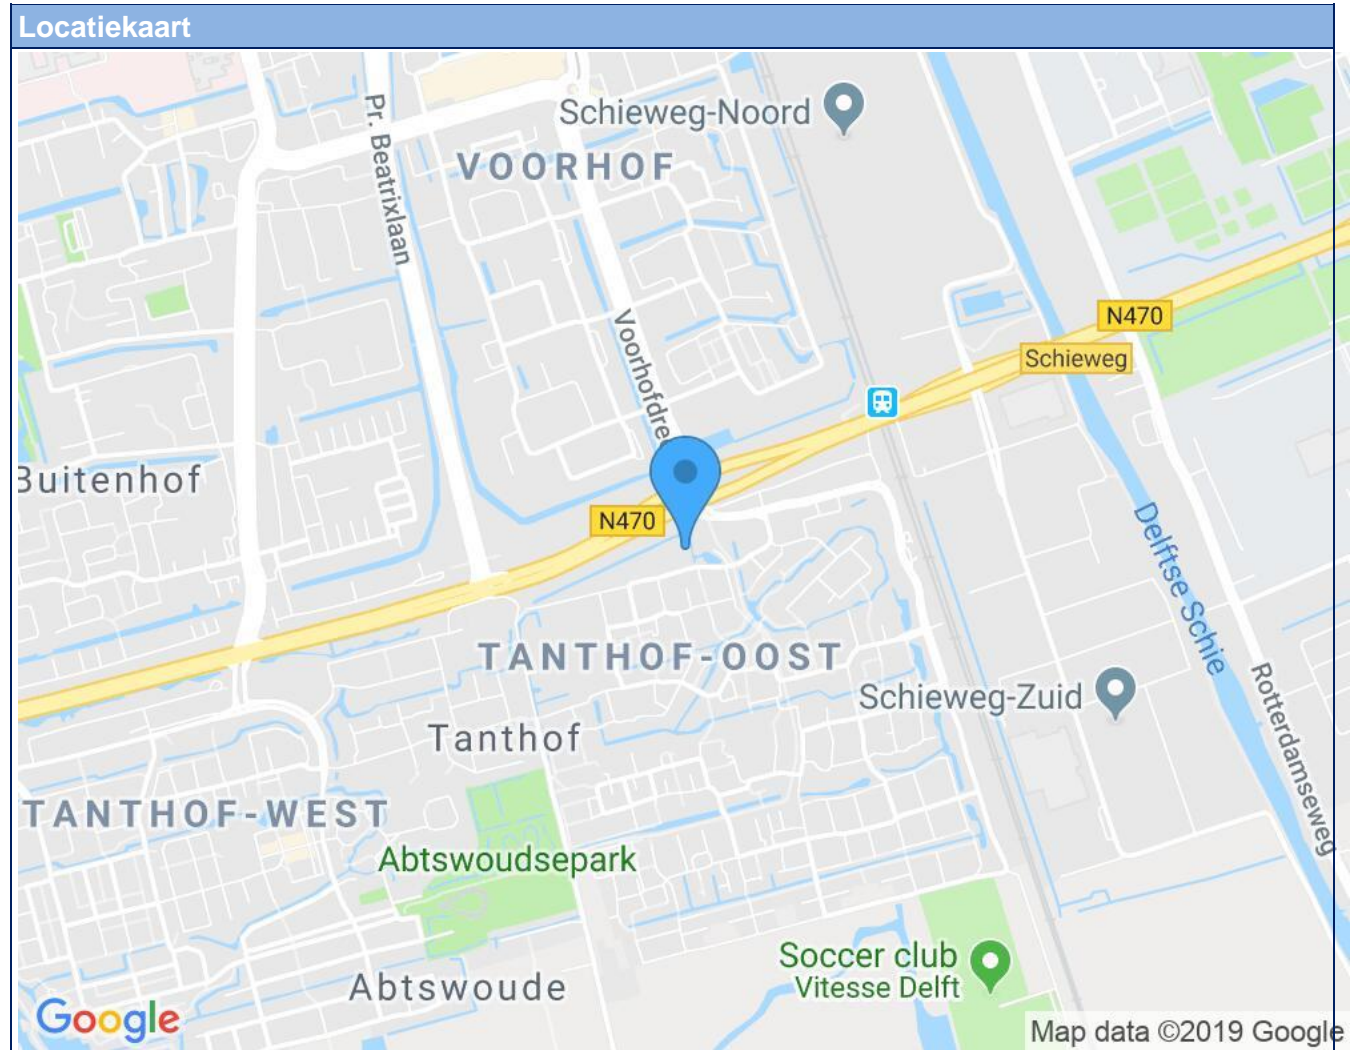 Locatiekaart
Schieweg-Noord
Pr. Beatrixlaan
VOORHOF
N470
Voorhofdre
Schieweg
Buitenhof
N470
Delftse Schie
TANTHOF-OOST
Schieweg-Zuid
Rotterdamseweg
Tanthof
TANTHOF-WEST
Abtswoudsepark
Soccer club
Vitesse Delft
Abtswoude
Google
Map data ©2019 Google